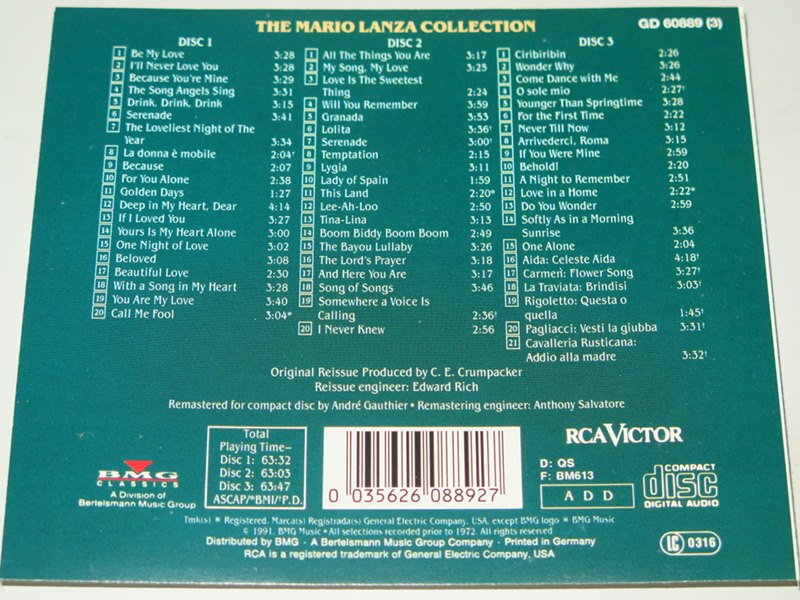 THE MARIO LANZA COLLECTION
GD 60889 (3)
DISC 1
1 Be My Love 3:28
2 I'll Never Love You 3:28
3 Because You're Mine 3:29
4 The Song Angels Sing 3:31
5 Drink, Drink, Drink 3:15
6 Serenade 3:41
7 The Loveliest Night of The
Year 3:34
8 La donna è mobile 2:04†
9 Because 2:07
10 For You Alone 2:38
11 Golden Days 1:27
12 Deep in My Heart, Dear 4:14
13 If I Loved You 3:27
14 Yours Is My Heart Alone 3:00
15 One Night of Love 3:02
16 Beloved 3:08
17 Beautiful Love 2:30
18 With a Song in My Heart 3:28
19 You Are My Love 3:40
20 Call Me Fool 3:04*
DISC 2
1 All The Things You Are 3:17
2 My Song, My Love 3:25
3 Love Is The Sweetest
Thing 2:24
4 Will You Remember 3:59
5 Granada 3:53
6 Lolita 3:36†
7 Serenade 3:00†
8 Temptation 2:15
9 Lygia 3:11
10 Lady of Spain 1:59
11 This Land 2:20*
12 Lee-Ah-Loo 2:50
13 Tina-Lina 3:13
14 Boom Biddy Boom Boom 2:49
15 The Bayou Lullaby 3:26
16 The Lord's Prayer 3:18
17 And Here You Are 3:17
18 Song of Songs 3:46
19 Somewhere a Voice Is
Calling 2:36†
20 I Never Knew 2:56
DISC 3
1 Ciribiribin 2:26
2 Wonder Why 3:26
3 Come Dance with Me 2:44
4 O sole mio 2:27†
5 Younger Than Springtime 3:28
6 For the First Time 2:22
7 Never Till Now 3:12
8 Arrivederci, Roma 3:15
9 If You Were Mine 2:59
10 Behold! 2:20
11 A Night to Remember 2:51
12 Love in a Home 2:22*
13 Do You Wonder 2:59
14 Softly As in a Morning
Sunrise 3:36
15 One Alone 2:04
16 Aida: Celeste Aida 4:18†
17 Carmen: Flower Song 3:27†
18 La Traviata: Brindisi 3:03†
19 Rigoletto: Questa o
quella 1:45†
20 Pagliacci: Vesti la giubba 3:31†
21 Cavalleria Rusticana:
Addio alla madre 3:32†
Original Reissue Produced by C. E. Crumpacker
Reissue engineer: Edward Rich
Remastered for compact disc by André Gauthier • Remastering engineer: Anthony Salvatore
BMG
CLASSICS
A Division of
Bertelsmann Music Group
Total
Playing Time—
Disc 1: 63:32
Disc 2: 63:03
Disc 3: 63:47
ASCAP/*BMI/†P.D.
0 035626 088927
RCA VICTOR
D: QS
F: BM613
A D D
COMPACT
disc
DIGITAL AUDIO
Tmk(s) ® Registered. Marca(s) Registrada(s) General Electric Company, USA, except BMG logo ® BMG Music
© 1991, BMG Music • All selections recorded prior to 1972. All rights reserved
Distributed by BMG · A Bertelsmann Music Group Company · Printed in Germany
RCA is a registered trademark of General Electric Company, USA
LC 0316